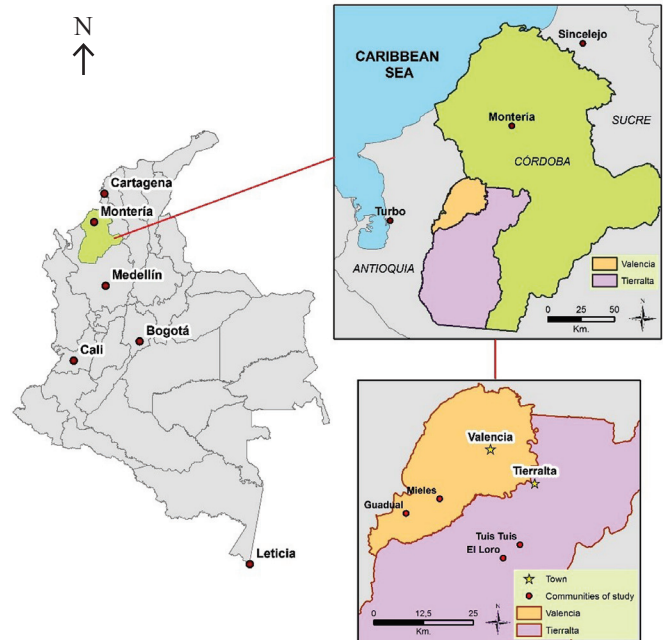 N
Cartagena
Montería
Medellín
Bogotá
Cali
Leticia
CARIBBEAN
SEA
Sincelejo
Montería
SUCRE
CÓRDOBA
Turbo
ANTIOQUIA
Valencia
Tierralta
0 25 50
Km.
N
Valencia
Tierralta
Mieles
Guadual
Tuis Tuis
El Loro
Town
Communities of study
Valencia
Tierralta
0 12,5 25
Km.
N